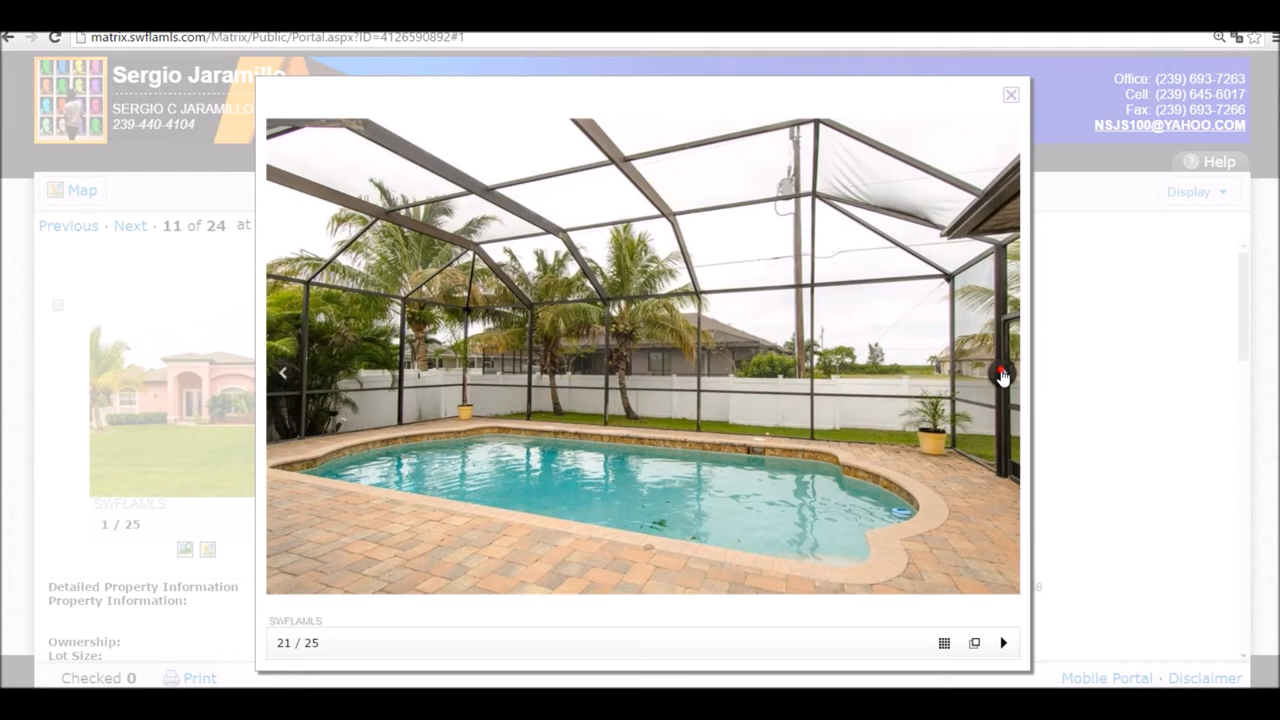 matrix.swflamls.com/Matrix/Public/Portal.aspx?ID=4126590892#1
Sergio Jaramillo
SERGIO C JARAMILLO
239-440-4104
Office: (239) 693-7263
Cell: (239) 645-6017
Fax: (239) 693-7266
NSJS100@YAHOO.COM
Help
Map
Display
Previous · Next · 11 of 24 at
SWFLAMLS
1 / 25
Detailed Property Information
Property Information:
Ownership:
Lot Size:
SWFLAMLS
21 / 25
Checked 0
Print
Mobile Portal · Disclaimer